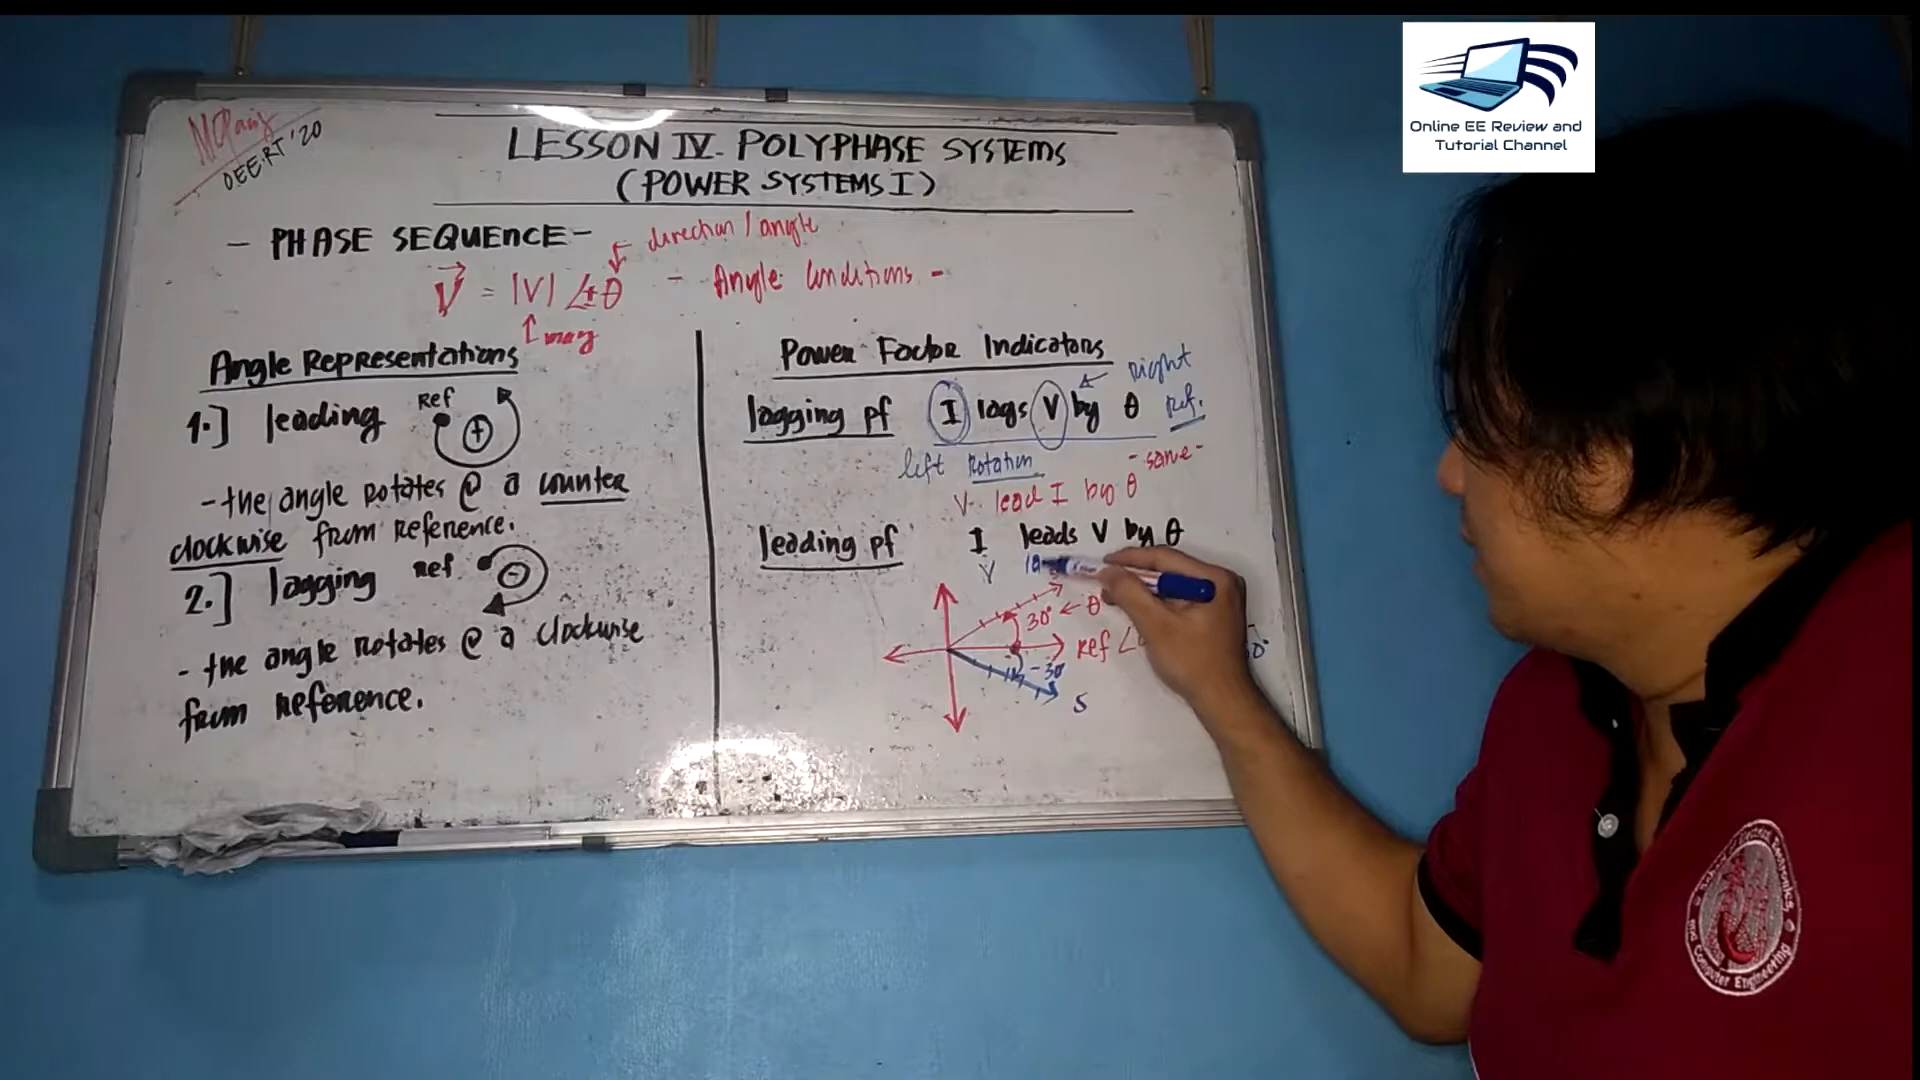 Online EE Review and
Tutorial Channel
OEERT '20
LESSON IV. POLYPHASE SYSTEMS
(POWER SYSTEMS I)
- PHASE SEQUENCE -
direction / angle
V = |V| ∠±θ
- Angle Conditions -
mag
Angle Representations
1.] leading Ref +
- the angle rotates @ a counter
clockwise from reference.
2.] lagging Ref -
- the angle rotates @ a clockwise
from reference.
Power Factor Indicators
right
lagging pf I lags V by θ Ref.
left Rotation - same -
V lead I by θ
leading pf I leads V by θ
V
30° ← θ
Ref ∠
-30
S